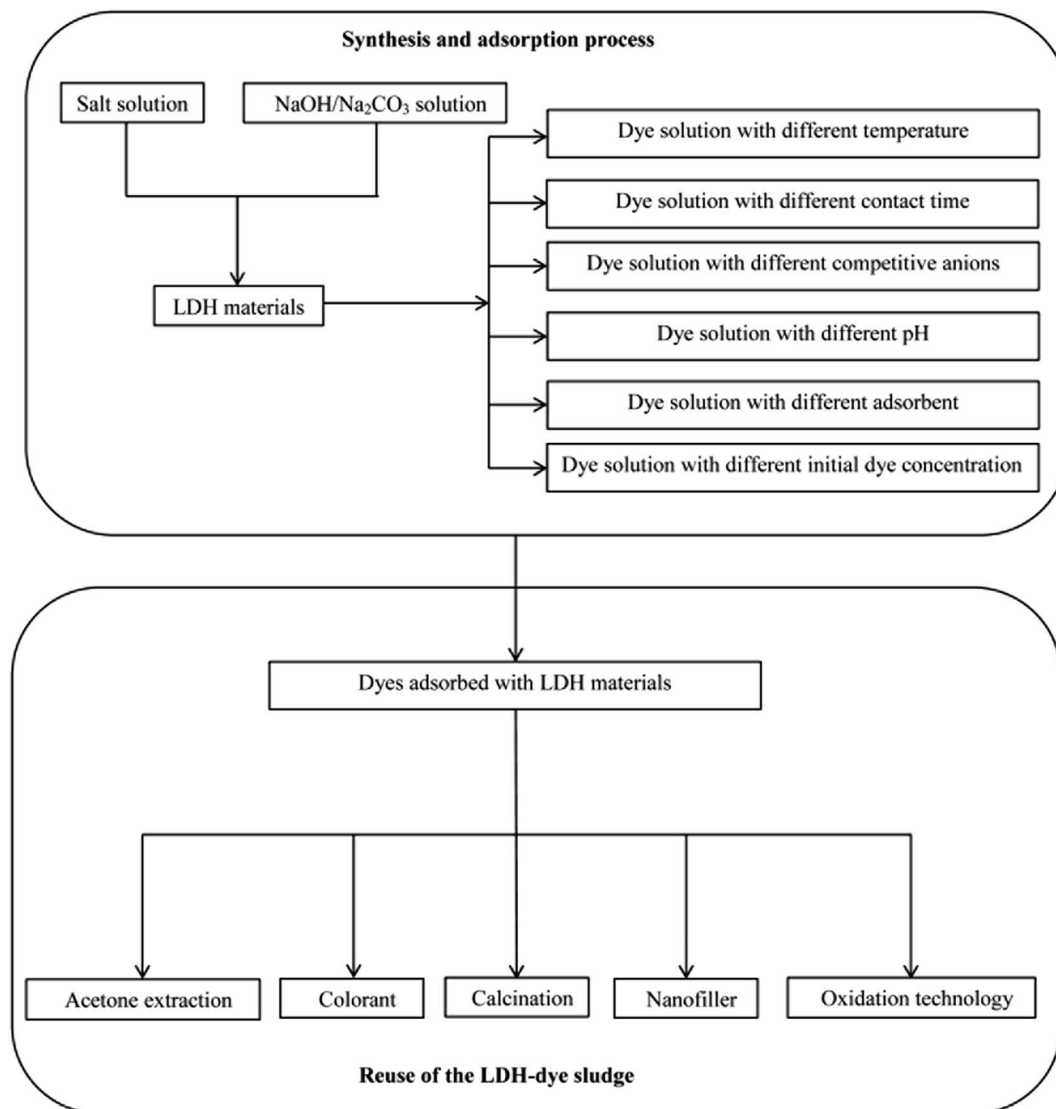 Synthesis and adsorption process
Salt solution
NaOH/Na₂CO₃ solution
Dye solution with different temperature
Dye solution with different contact time
Dye solution with different competitive anions
LDH materials
Dye solution with different pH
Dye solution with different adsorbent
Dye solution with different initial dye concentration
Dyes adsorbed with LDH materials
Acetone extraction
Colorant
Calcination
Nanofiller
Oxidation technology
Reuse of the LDH-dye sludge